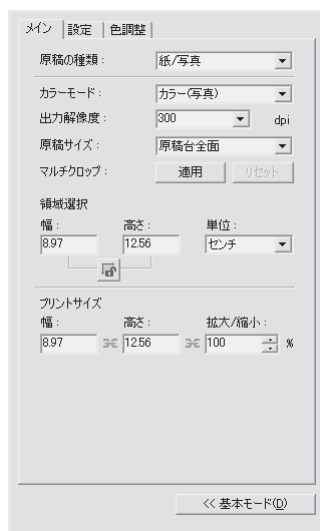 メイン 設定 色調整
原稿の種類： 紙/写真
カラーモード： カラー(写真)
出力解像度： 300 dpi
原稿サイズ： 原稿台全面
マルチクロップ： 適用 リセット
領域選択
幅： 高さ： 単位：
8.97 12.56 センチ
プリントサイズ
幅： 高さ： 拡大/縮小：
8.97 12.56 100 %
<< 基本モード(D)